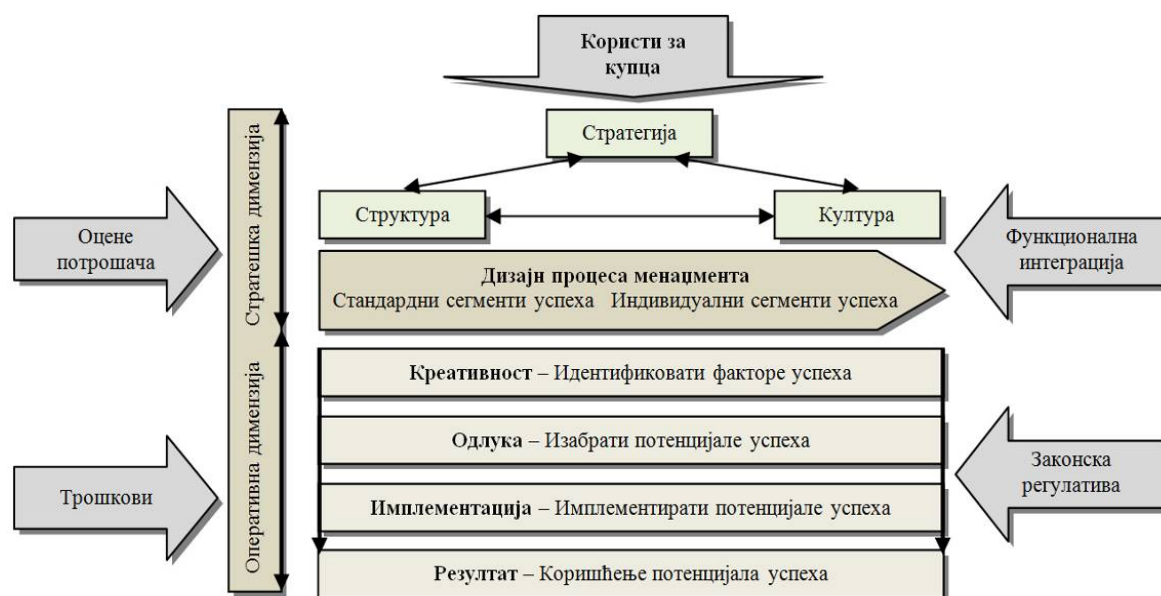 Користи за
купца
Стратегија
Структура
Култура
Стратешка димензија
Оцене
потрошача
Функционална
интеграција
Дизајн процеса менаџмента
Стандардни сегменти успеха Индивидуални сегменти успеха
Оперативна димензија
Креативност – Идентификовати факторе успеха
Одлука – Изабрати потенцијале успеха
Трошкови
Законска
регулатива
Имплементација – Имплементирати потенцијале успеха
Резултат – Коришћење потенцијала успеха